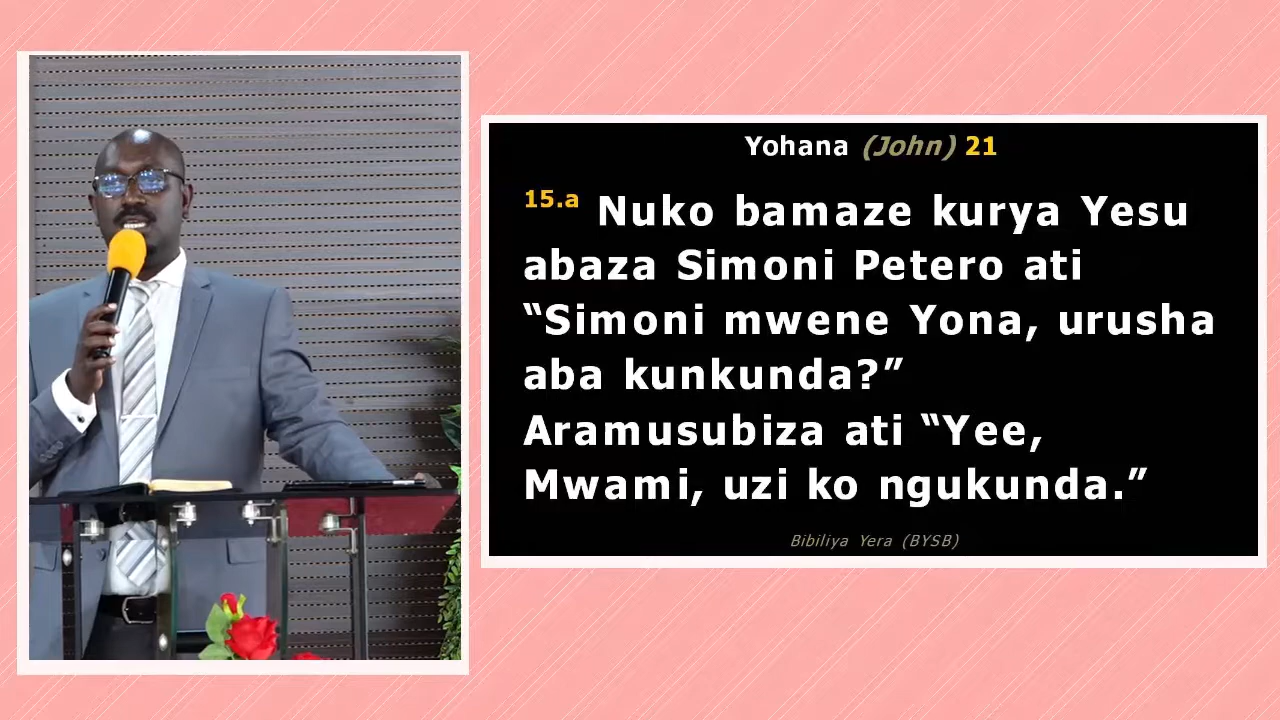 Yohana (John) 21
15.a Nuko bamaze kurya Yesu
abaza Simoni Petero ati
“Simoni mwene Yona, urusha
aba kunkunda?”
Aramusubiza ati “Yee,
Mwami, uzi ko ngukunda.”
Bibiliya Yera (BYSB)